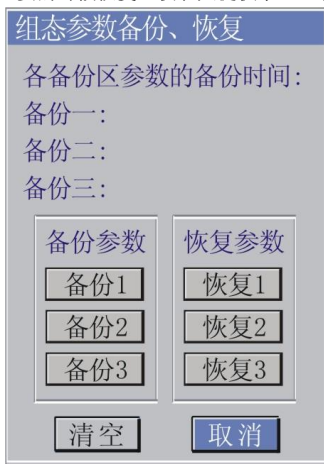 组态参数备份、恢复
各备份区参数的备份时间:
备份一:
备份二:
备份三:
备份参数 恢复参数
备份1 恢复1
备份2 恢复2
备份3 恢复3
清空 取消